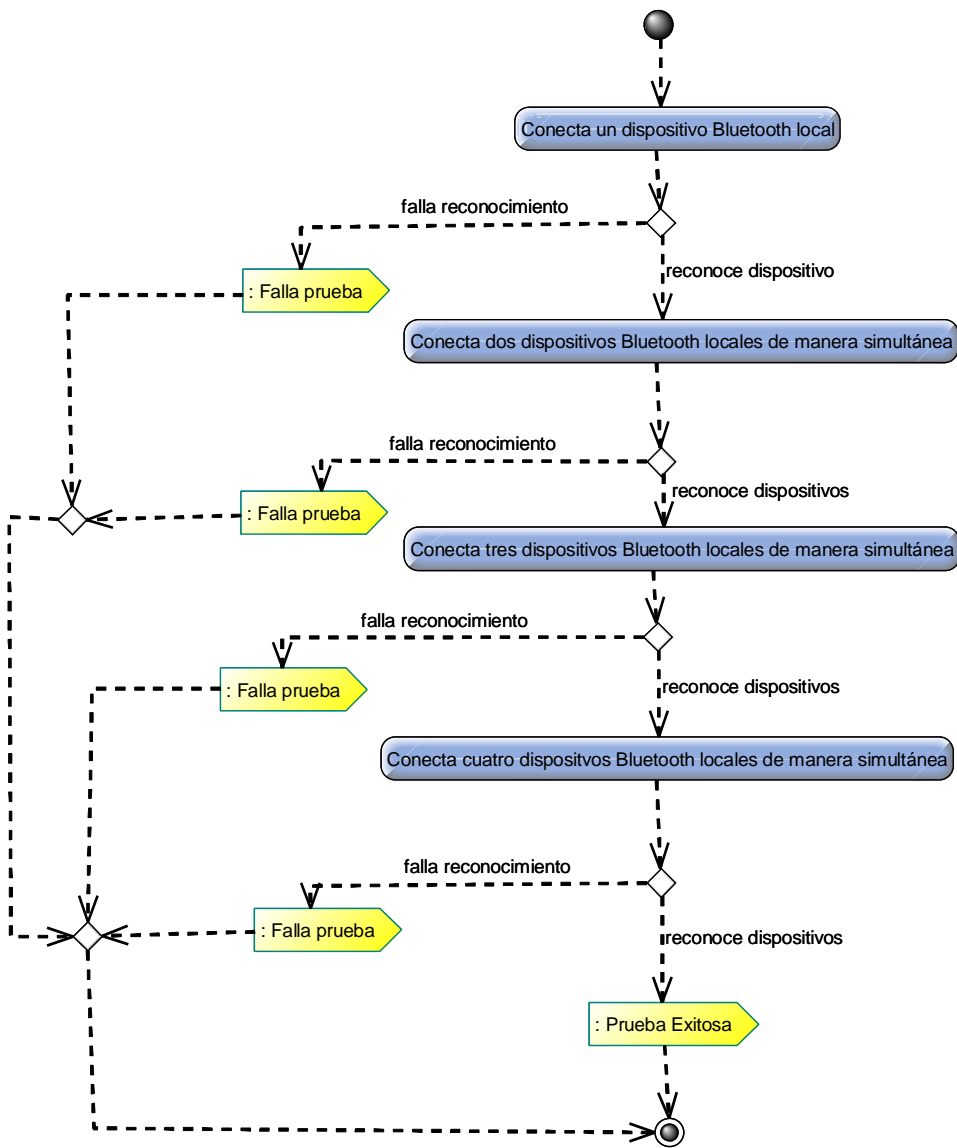 Conecta un dispositivo Bluetooth local
falla reconocimiento
reconoce dispositivo
: Falla prueba
Conecta dos dispositivos Bluetooth locales de manera simultánea
falla reconocimiento
reconoce dispositivos
: Falla prueba
Conecta tres dispositivos Bluetooth locales de manera simultánea
falla reconocimiento
reconoce dispositivos
: Falla prueba
Conecta cuatro dispositvos Bluetooth locales de manera simultánea
falla reconocimiento
: Falla prueba
reconoce dispositivos
: Prueba Exitosa